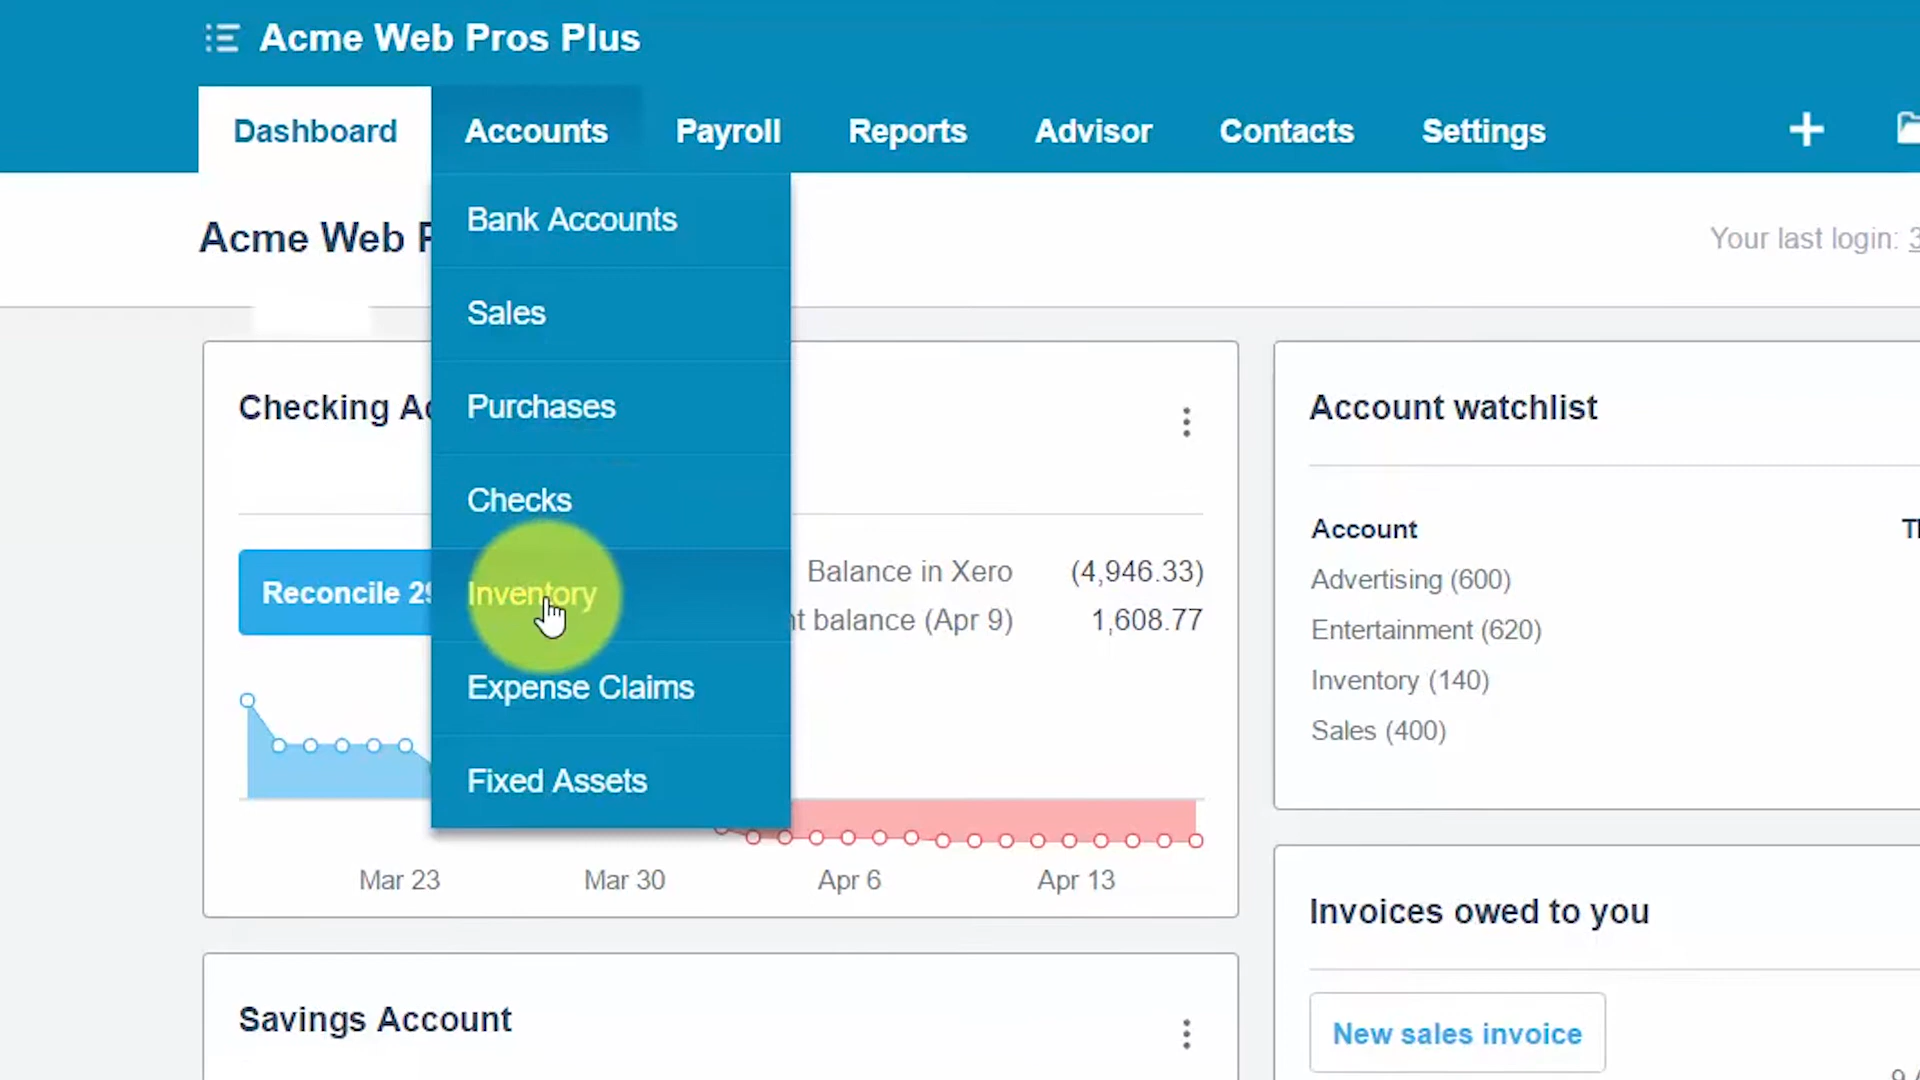 Acme Web Pros Plus
Dashboard Accounts Payroll Reports Advisor Contacts Settings
Acme Web
Your last login: 3
Bank Accounts
Sales
Purchases
Checks
Inventory
Expense Claims
Fixed Assets
Checking Ac
Reconcile 29
Balance in Xero (4,946.33)
nt balance (Apr 9) 1,608.77
Mar 23 Mar 30 Apr 6 Apr 13
Savings Account
Account watchlist
Account
Advertising (600)
Entertainment (620)
Inventory (140)
Sales (400)
Invoices owed to you
New sales invoice